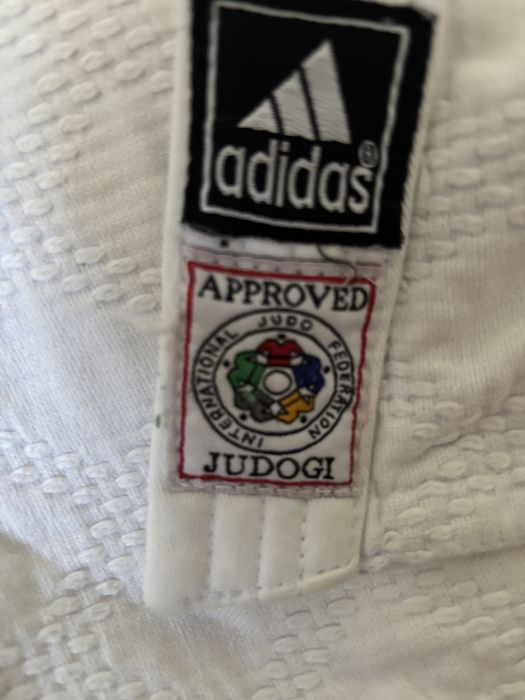 adidas®
APPROVED
INTERNATIONAL JUDO FEDERATION
JUDOGI